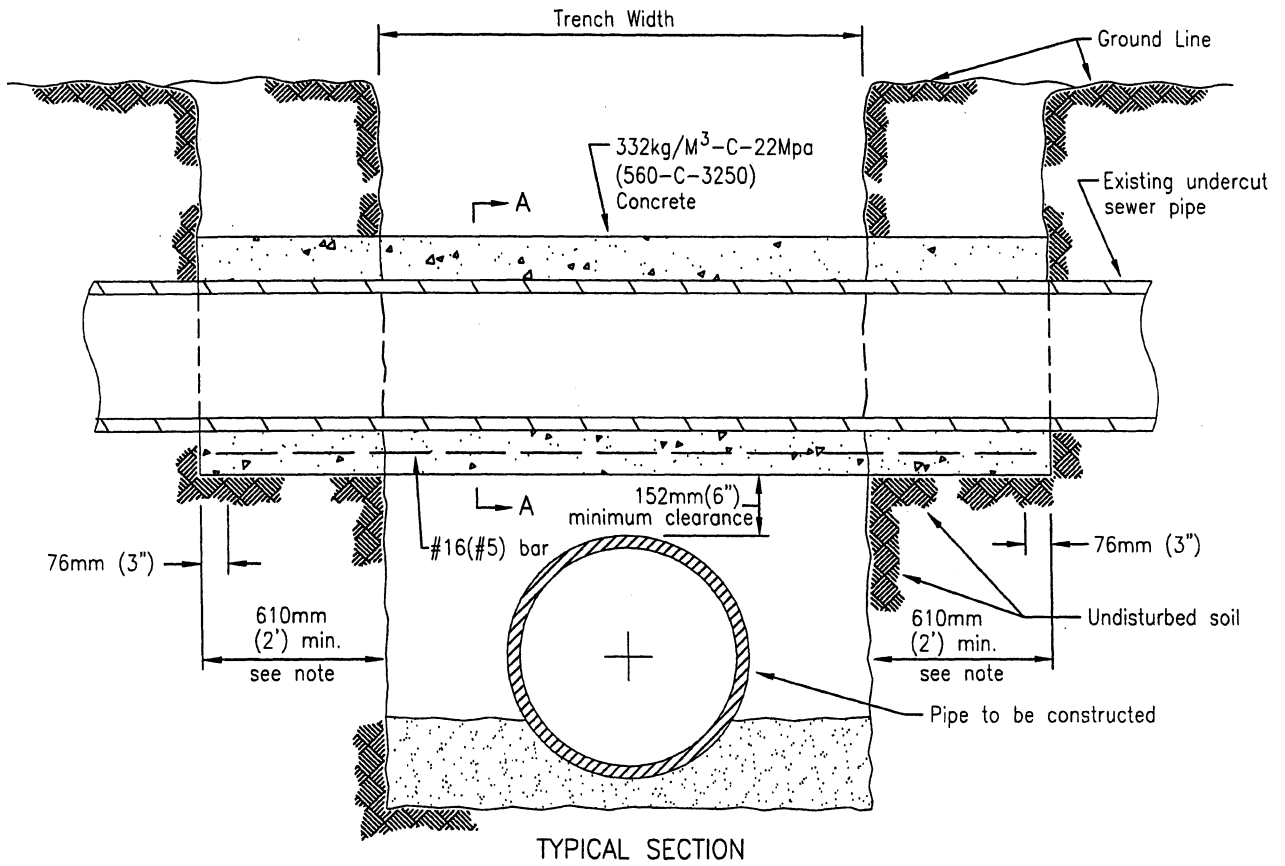 Trench Width
Ground Line
332kg/M³-C-22Mpa
(560-C-3250)
Concrete
A
Existing undercut
sewer pipe
A
152mm(6")
minimum clearance
#16(#5) bar
76mm (3")
76mm (3")
610mm
(2') min.
see note
610mm
(2') min.
see note
Undisturbed soil
Pipe to be constructed
TYPICAL SECTION